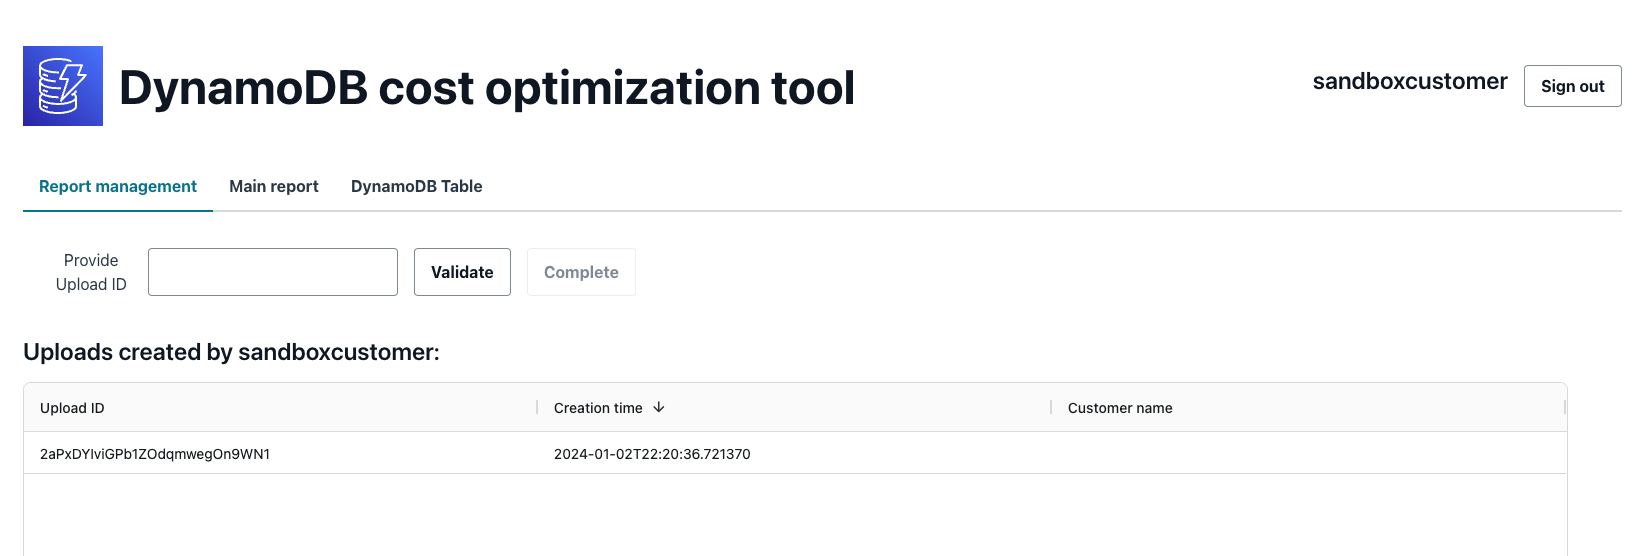 DynamoDB cost optimization tool
sandboxcustomer
Sign out
Report management Main report DynamoDB Table
Provide
Upload ID
Validate Complete
Uploads created by sandboxcustomer:
Upload ID Creation time Customer name
2aPxDYIviGPb1ZOdqmwegOn9WN1 2024-01-02T22:20:36.721370